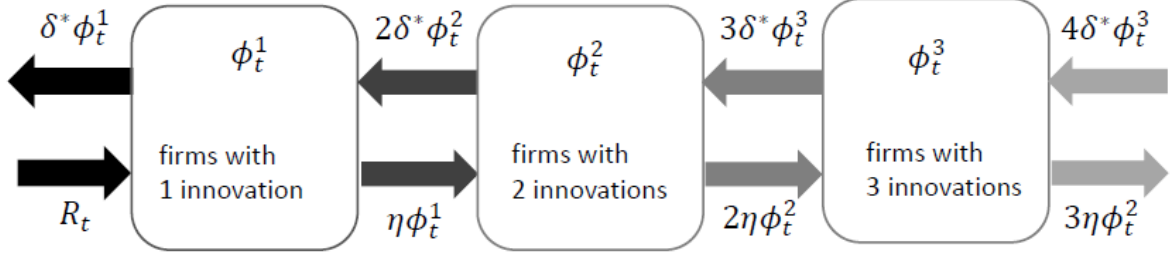 δ*ϕ_t^1
ϕ_t^1
2δ*ϕ_t^2
ϕ_t^2
3δ*ϕ_t^3
ϕ_t^3
4δ*ϕ_t^3
firms with
1 innovation
firms with
2 innovations
firms with
3 innovations
R_t
ηϕ_t^1
2ηϕ_t^2
3ηϕ_t^2